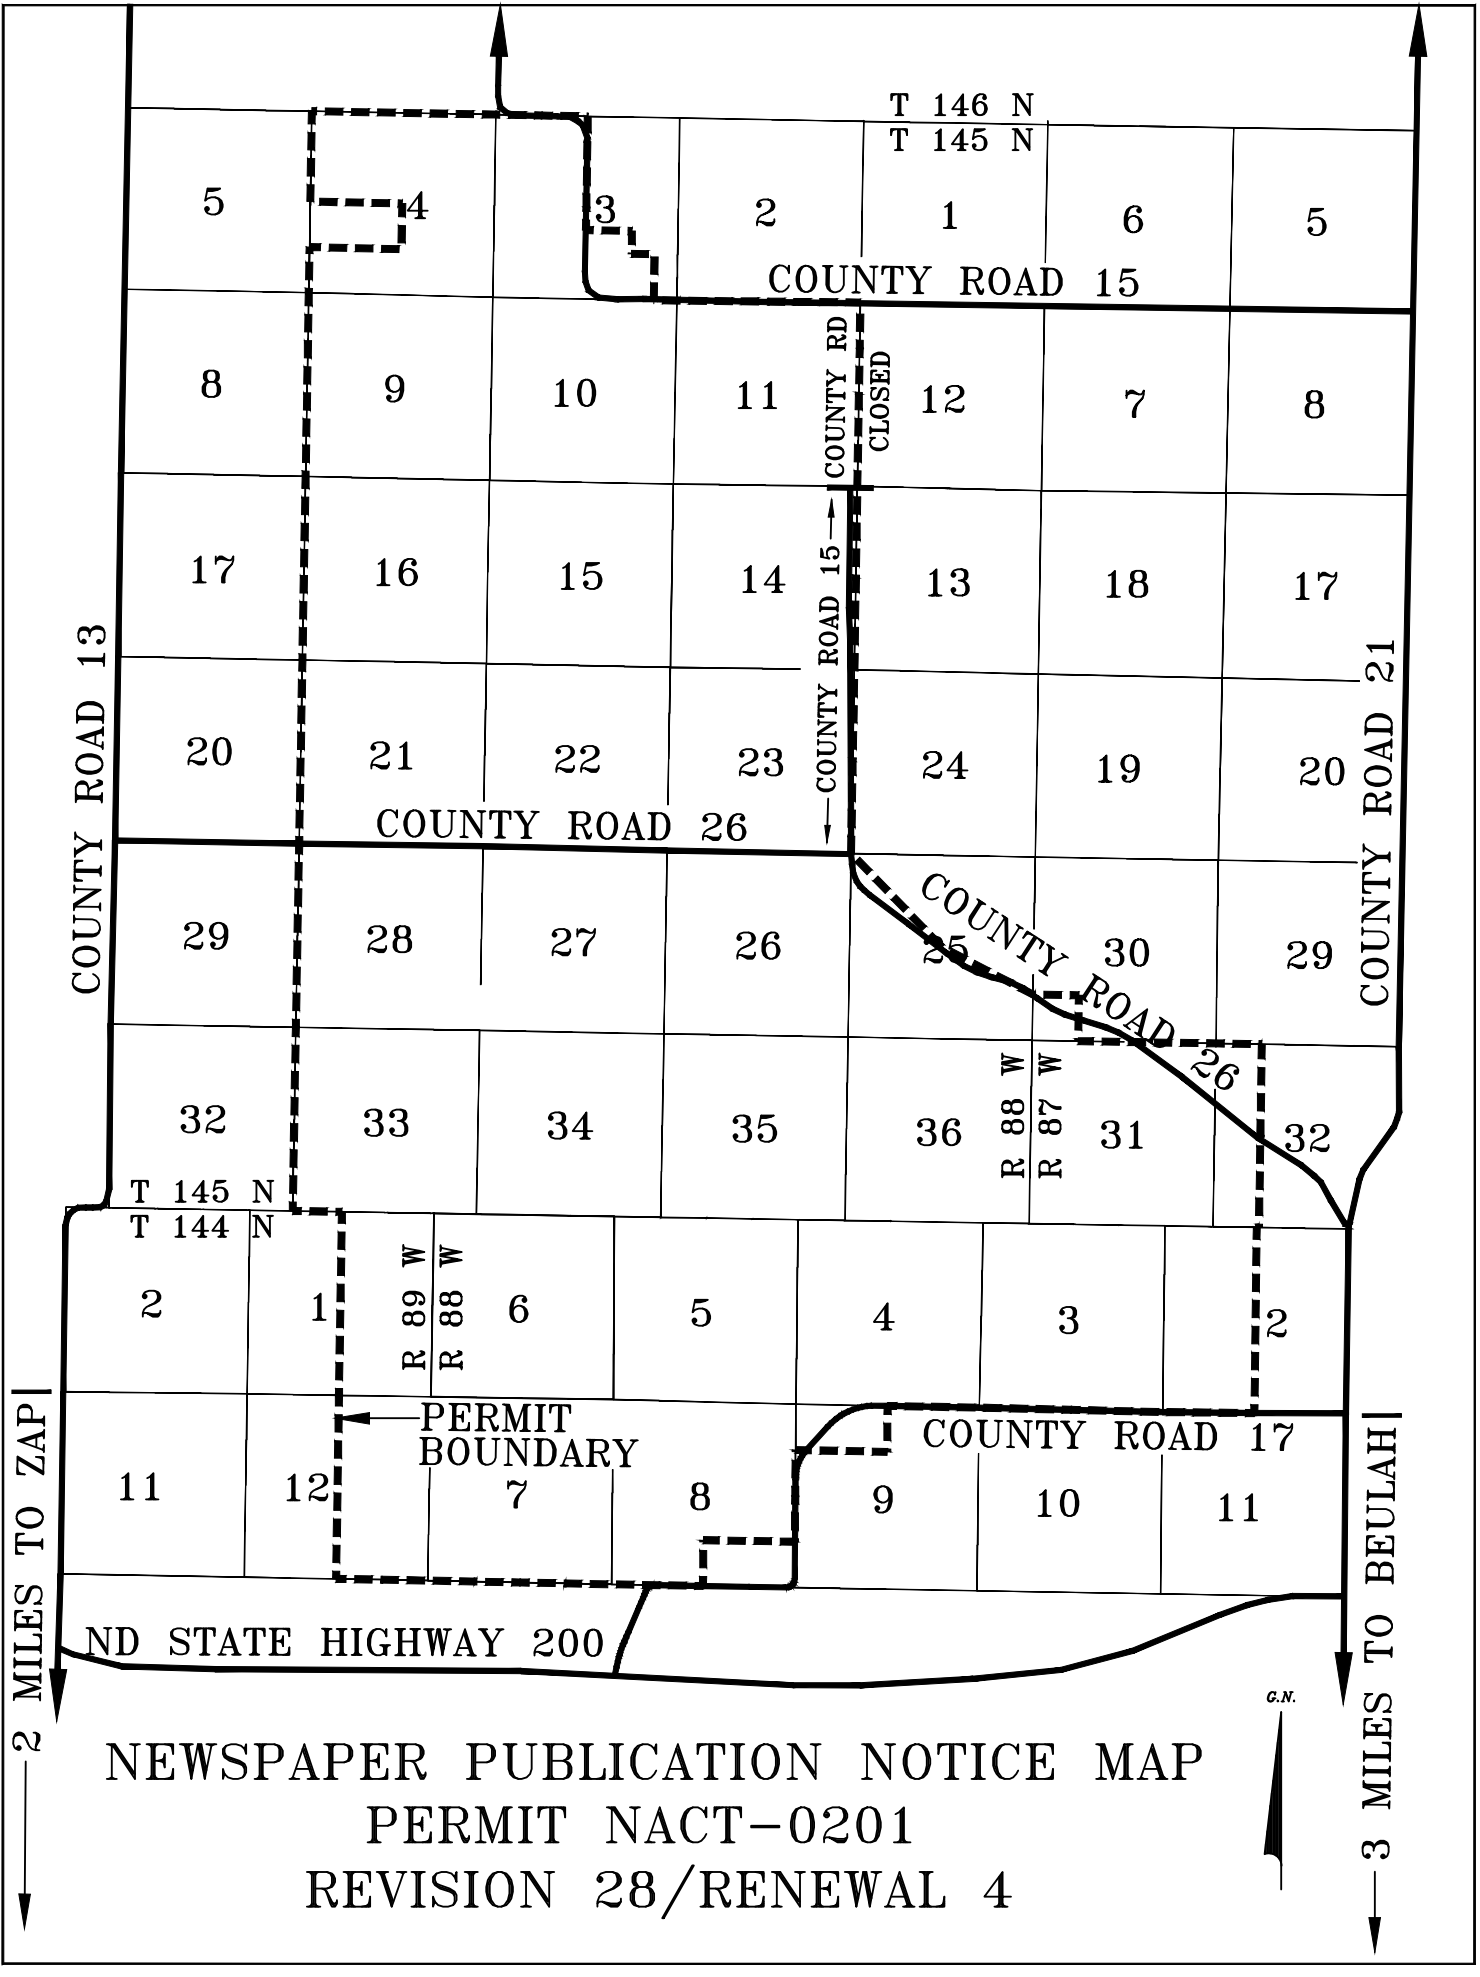 T 146 N
T 145 N
5
4
3
2
1
6
5
COUNTY ROAD 15
8
9
10
11
COUNTY RD
CLOSED
12
7
8
17
16
15
14
COUNTY ROAD 15
13
18
17
COUNTY ROAD 13
COUNTY ROAD 21
20
21
22
23
24
19
20
COUNTY ROAD 26
29
28
27
26
25
COUNTY ROAD 26
30
29
32
33
34
35
36
R 88 W
R 87 W
31
32
T 145 N
T 144 N
2
1
R 89 W
R 88 W
6
5
4
3
2
PERMIT
BOUNDARY
COUNTY ROAD 17
11
12
7
8
9
10
11
2 MILES TO ZAP
3 MILES TO BEULAH
ND STATE HIGHWAY 200
G.N.
NEWSPAPER PUBLICATION NOTICE MAP
PERMIT NACT-0201
REVISION 28/RENEWAL 4